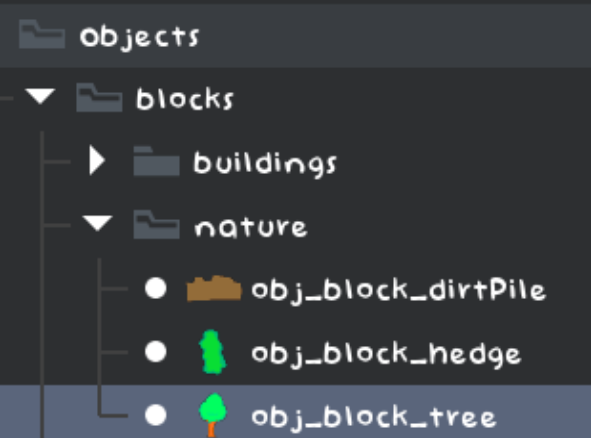 objects
blocks
buildings
nature
obj_block_dirtPile
obj_block_hedge
obj_block_tree